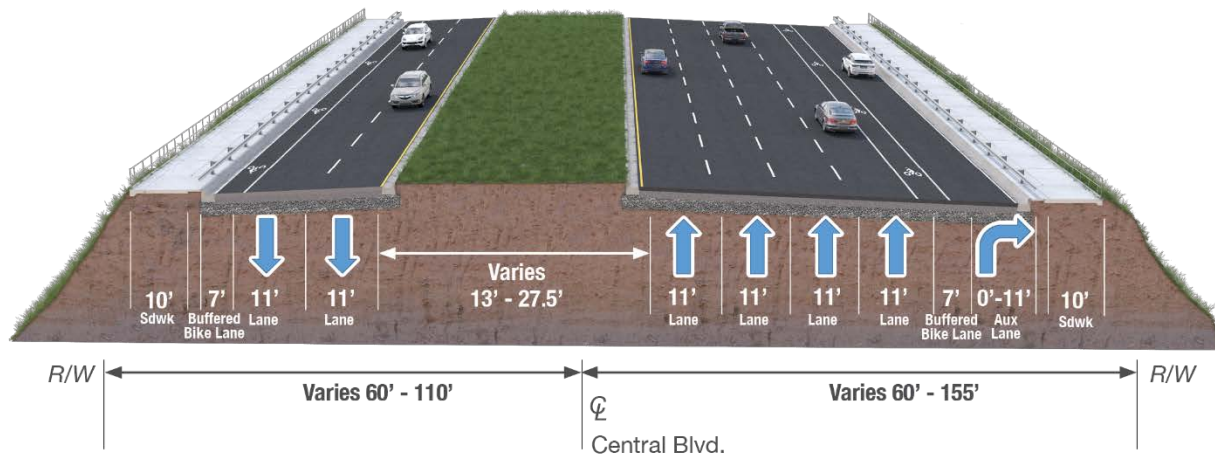 10'
Sdwk
7'
Buffered
Bike Lane
11'
Lane
11'
Lane
Varies
13' - 27.5'
11'
Lane
11'
Lane
11'
Lane
11'
Lane
7'
Buffered
Bike Lane
0'-11'
Aux
Lane
10'
Sdwk
R/W
Varies 60' - 110'
Varies 60' - 155'
R/W
℄
Central Blvd.